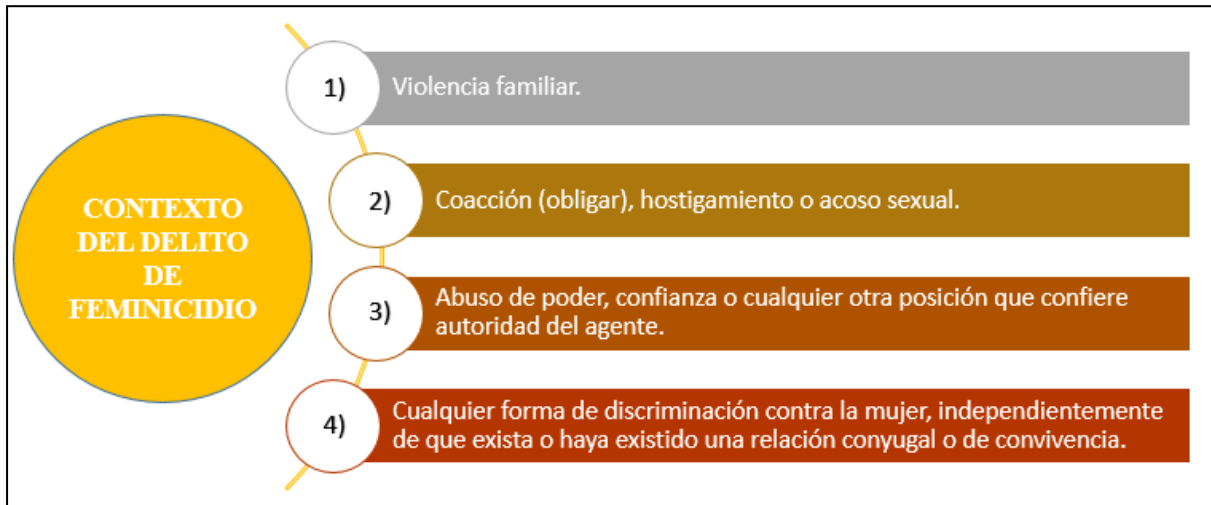 CONTEXTO
DEL DELITO
DE
FEMINICIDIO
1)
Violencia familiar.
2)
Coacción (obligar), hostigamiento o acoso sexual.
3)
Abuso de poder, confianza o cualquier otra posición que confiere
autoridad del agente.
4)
Cualquier forma de discriminación contra la mujer, independientemente
de que exista o haya existido una relación conyugal o de convivencia.